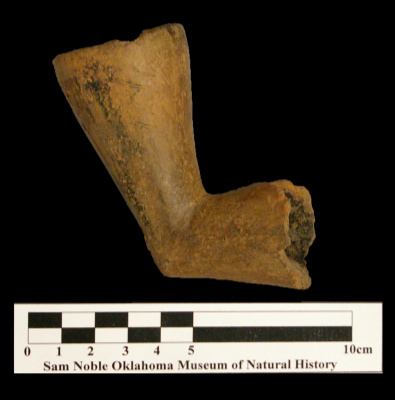 0 1 2 3 4 5 10cm
Sam Noble Oklahoma Museum of Natural History